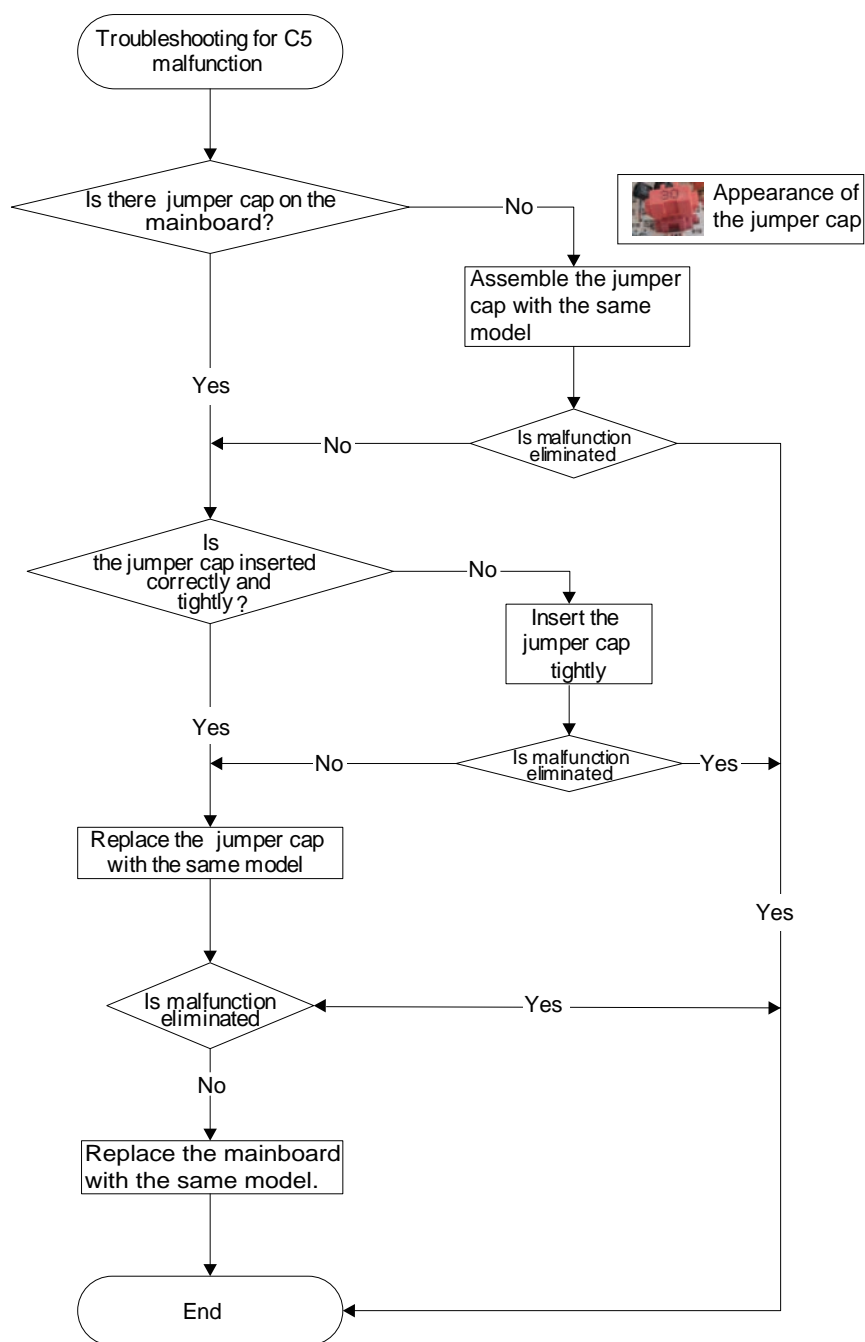 Troubleshooting for C5
malfunction
Is there jumper cap on the
mainboard?
No
Appearance of
the jumper cap
30
Assemble the jumper
cap with the same
model
Yes
No
Is malfunction
eliminated
Is
the jumper cap inserted
correctly and
tightly?
No
Insert the
jumper cap
tightly
Yes
No
Is malfunction
eliminated
Yes
Replace the jumper cap
with the same model
Yes
Is malfunction
eliminated
Yes
No
Replace the mainboard
with the same model.
End